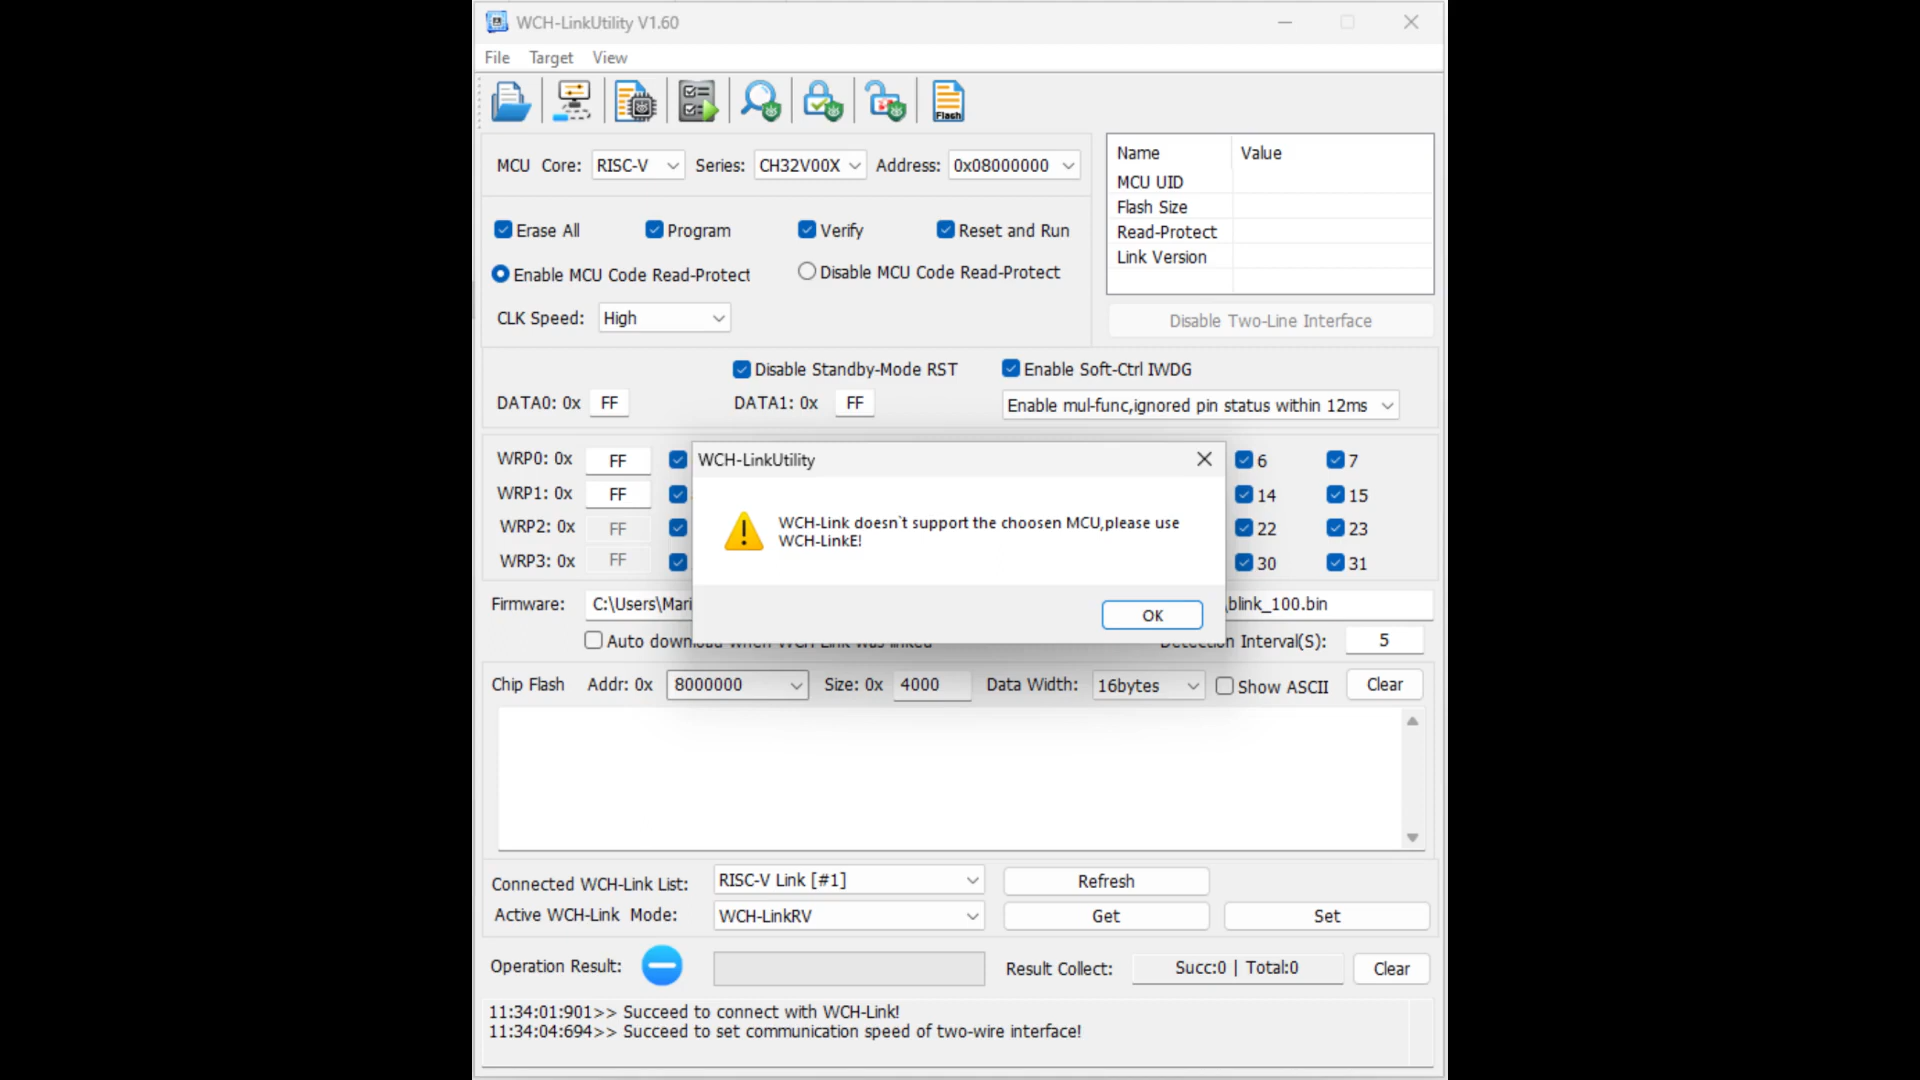 WCH-LinkUtility V1.60
File Target View
Flash
MCU Core: RISC-V Series: CH32V00X Address: 0x08000000
Name Value
MCU UID
Flash Size
Read-Protect
Link Version
Erase All Program Verify Reset and Run
Enable MCU Code Read-Protect Disable MCU Code Read-Protect
CLK Speed: High
Disable Two-Line Interface
Disable Standby-Mode RST Enable Soft-Ctrl IWDG
DATA0: 0x FF DATA1: 0x FF Enable mul-func,ignored pin status within 12ms
WRP0: 0x FF 6 7
WRP1: 0x FF 14 15
WRP2: 0x FF 22 23
WRP3: 0x FF 30 31
WCH-LinkUtility
WCH-Link doesn`t support the choosen MCU,please use
WCH-LinkE!
OK
Firmware: C:\Users\Mari \blink_100.bin
Auto download when WCH-Link was linked Detection Interval(S): 5
Chip Flash Addr: 0x 8000000 Size: 0x 4000 Data Width: 16bytes Show ASCII Clear
Connected WCH-Link List: RISC-V Link [#1] Refresh
Active WCH-Link Mode: WCH-LinkRV Get Set
Operation Result: Result Collect: Succ:0 | Total:0 Clear
11:34:01:901>> Succeed to connect with WCH-Link!
11:34:04:694>> Succeed to set communication speed of two-wire interface!